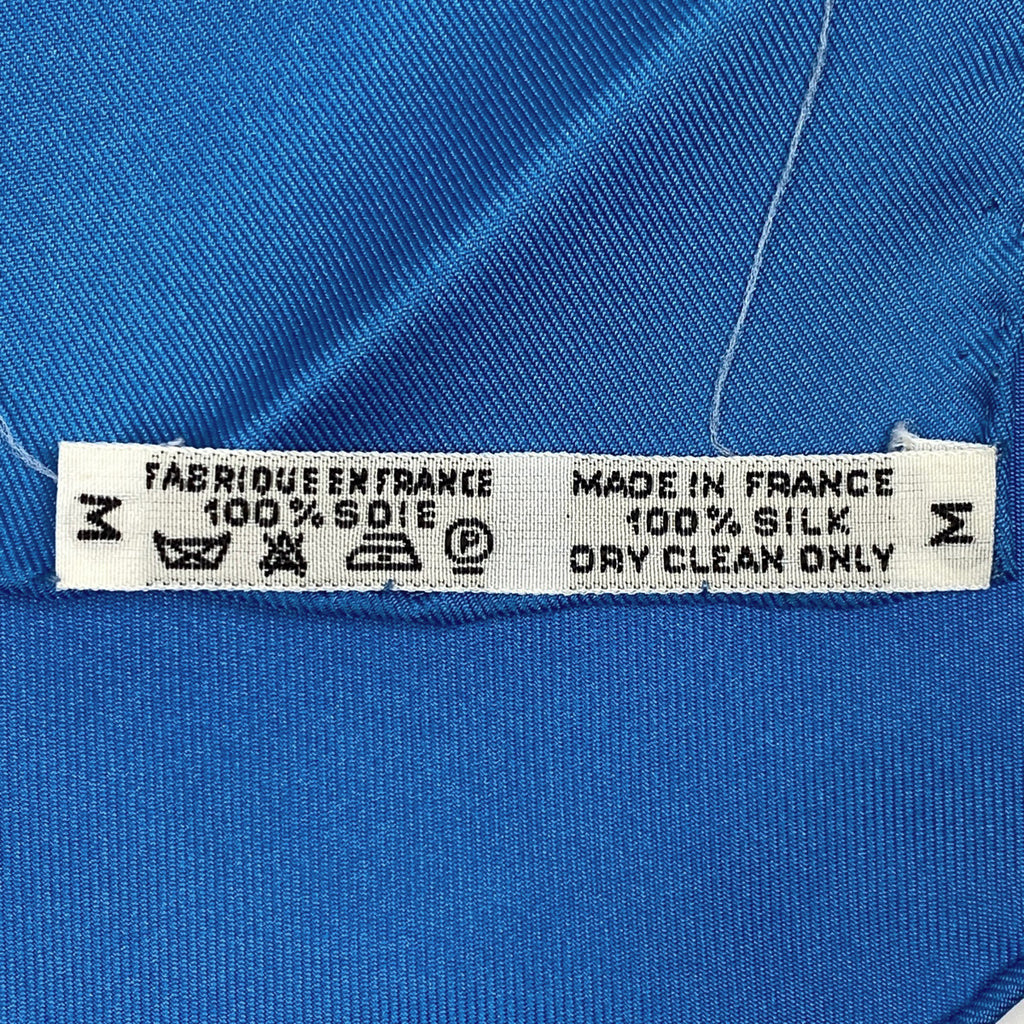 M
FABRIQUE EN FRANCE
100% SOIE
P
MADE IN FRANCE
100% SILK
DRY CLEAN ONLY
M